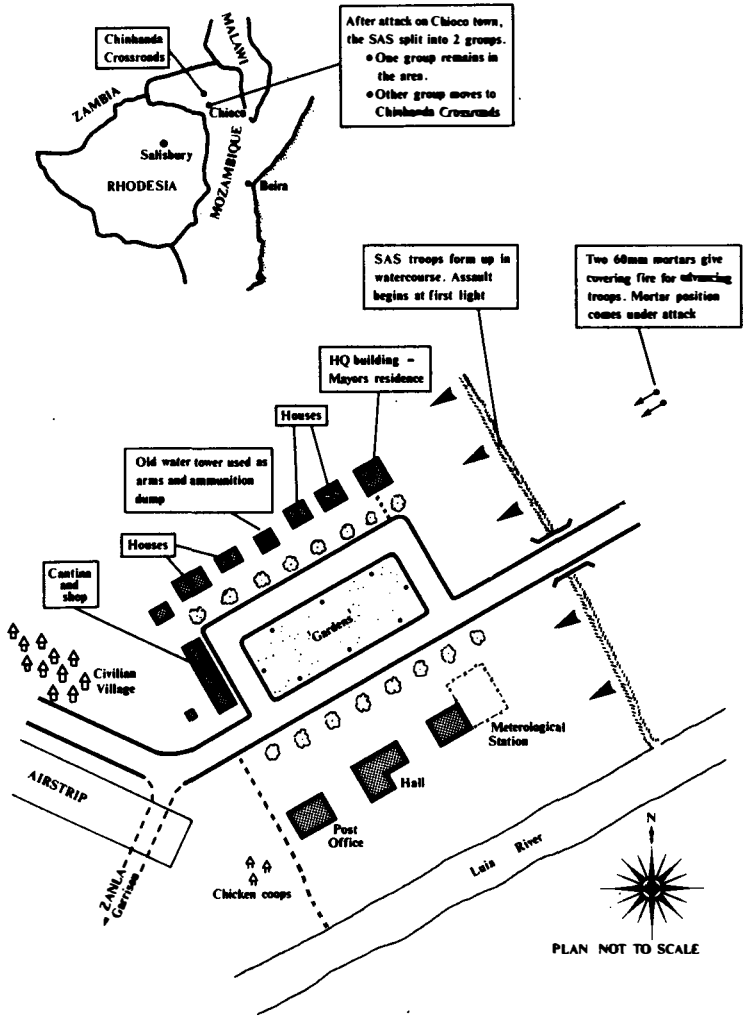 Chinhanda
Crossronds
After attack on Chioco town,
the SAS split into 2 groups.
• One group remains in
the area.
• Other group moves to
Chinhanda Crossronds
MALAWI
ZAMBIA
Chioco
Salisbury
RHODESIA
MOZAMBIQUE
Beira
SAS troops form up in
watercourse. Assault
begins at first light
Two 60mm mortars give
covering fire for advancing
troops. Mortar position
comes under attack
HQ building -
Mayors residence
Houses
Old water tower used as
arms and ammunition
dump
Houses
Cantina
and
shop
'Gardens'
Civilian
Village
Meterological
Station
AIRSTRIP
Hall
Post
Office
ZANLA
Garrison
Chicken coops
Luia River
N
PLAN NOT TO SCALE